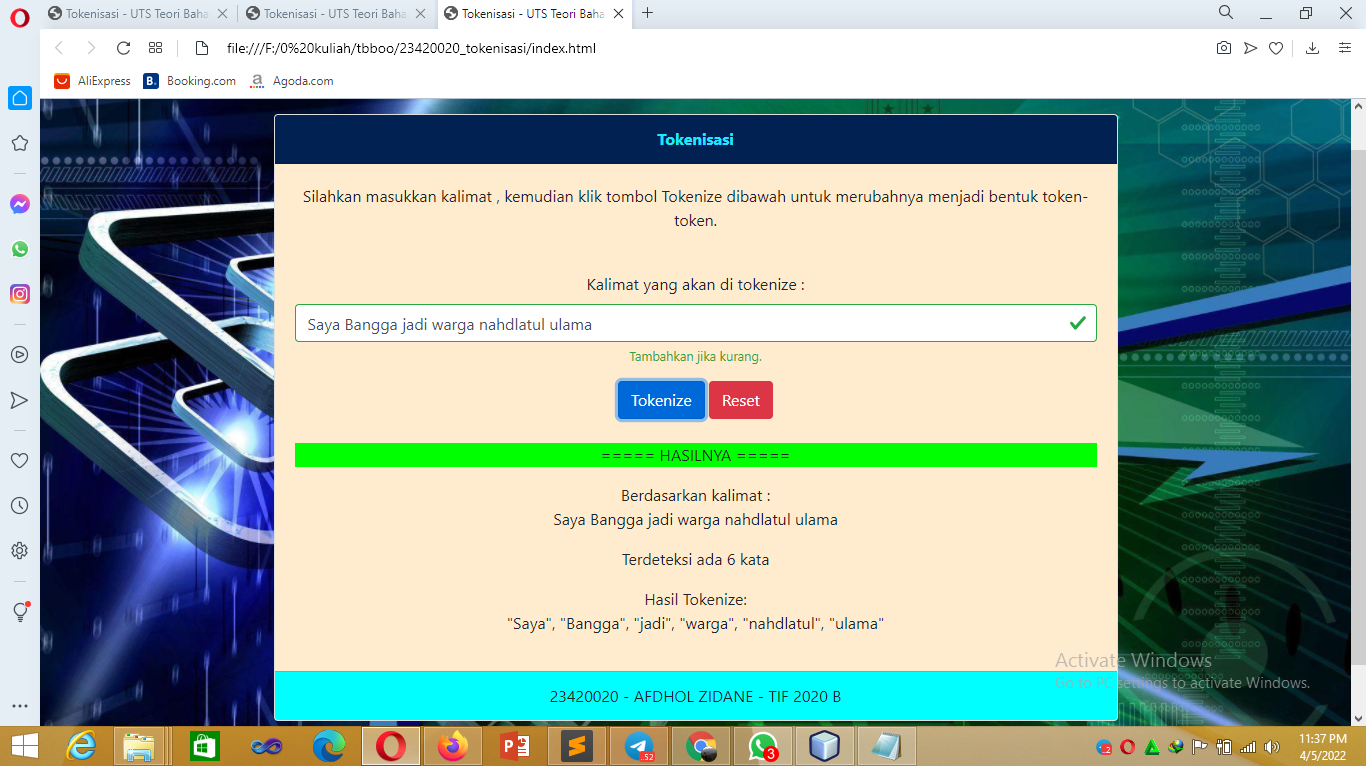 Tokenisasi - UTS Teori Baha
Tokenisasi - UTS Teori Baha
Tokenisasi - UTS Teori Baha
file:///F:/0%20kuliah/tbboo/23420020_tokenisasi/index.html
AliExpress
B. Booking.com
a Agoda.com
Tokenisasi
Silahkan masukkan kalimat , kemudian klik tombol Tokenize dibawah untuk merubahnya menjadi bentuk token-
token.
Kalimat yang akan di tokenize :
Saya Bangga jadi warga nahdlatul ulama
Tambahkan jika kurang.
Tokenize
Reset
===== HASILNYA =====
Berdasarkan kalimat :
Saya Bangga jadi warga nahdlatul ulama
Terdeteksi ada 6 kata
Hasil Tokenize:
"Saya", "Bangga", "jadi", "warga", "nahdlatul", "ulama"
Activate Windows
Go to PC settings to activate Windows.
23420020 - AFDHOL ZIDANE - TIF 2020 B
52
3
11:37 PM
4/5/2022